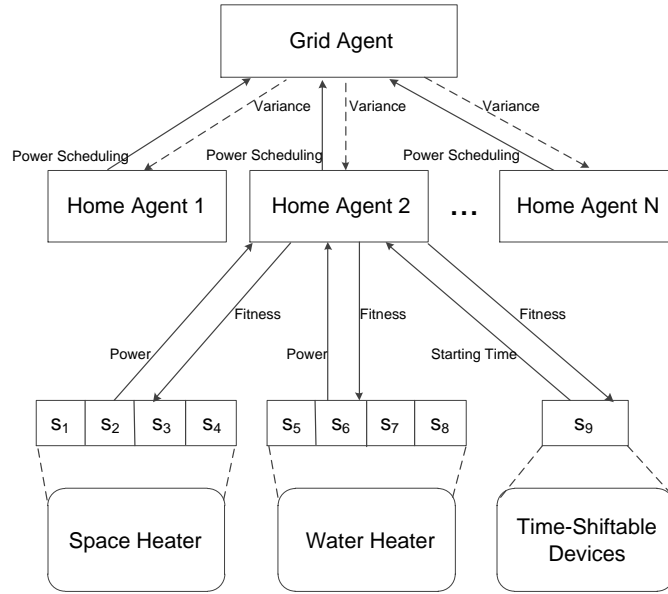 Grid Agent
Variance
Variance
Variance
Power Scheduling
Power Scheduling
Power Scheduling
Home Agent 1
Home Agent 2
...
Home Agent N
Fitness
Fitness
Fitness
Power
Power
Starting Time
s₁ s₂ s₃ s₄
s₅ s₆ s₇ s₈
s₉
Space Heater
Water Heater
Time-Shiftable
Devices